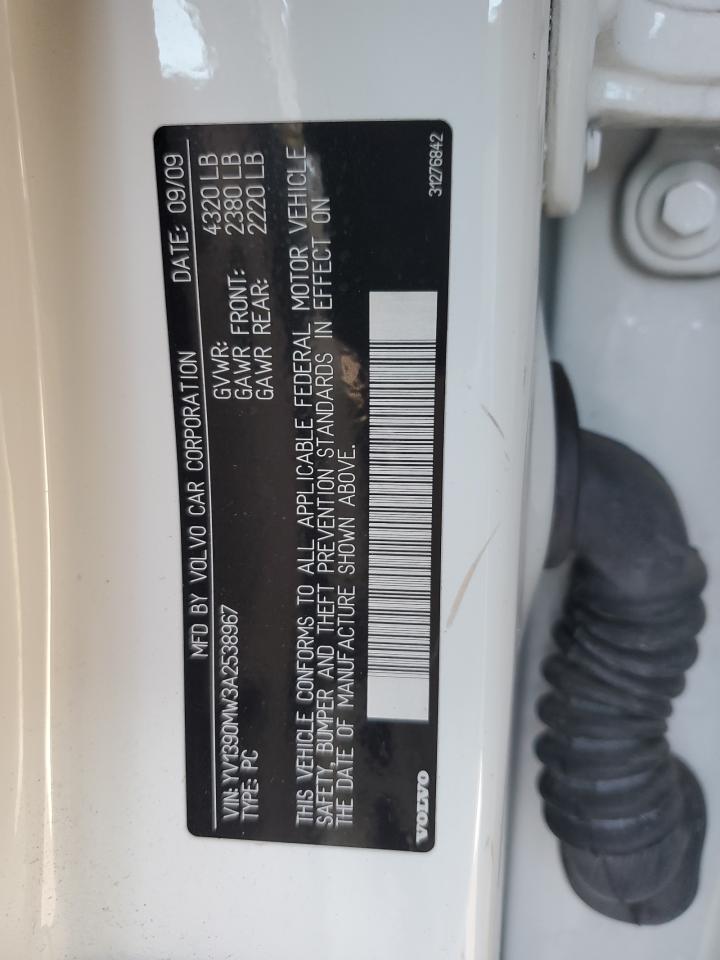 MFD BY VOLVO CAR CORPORATION DATE: 09/09
GVWR: 4320 LB
GAWR FRONT: 2380 LB
GAWR REAR: 2220 LB
VIN: YV1390MW3A2538967
TYPE: PC
THIS VEHICLE CONFORMS TO ALL APPLICABLE FEDERAL MOTOR VEHICLE
SAFETY, BUMPER AND THEFT PREVENTION STANDARDS IN EFFECT ON
THE DATE OF MANUFACTURE SHOWN ABOVE.
VOLVO
31276842